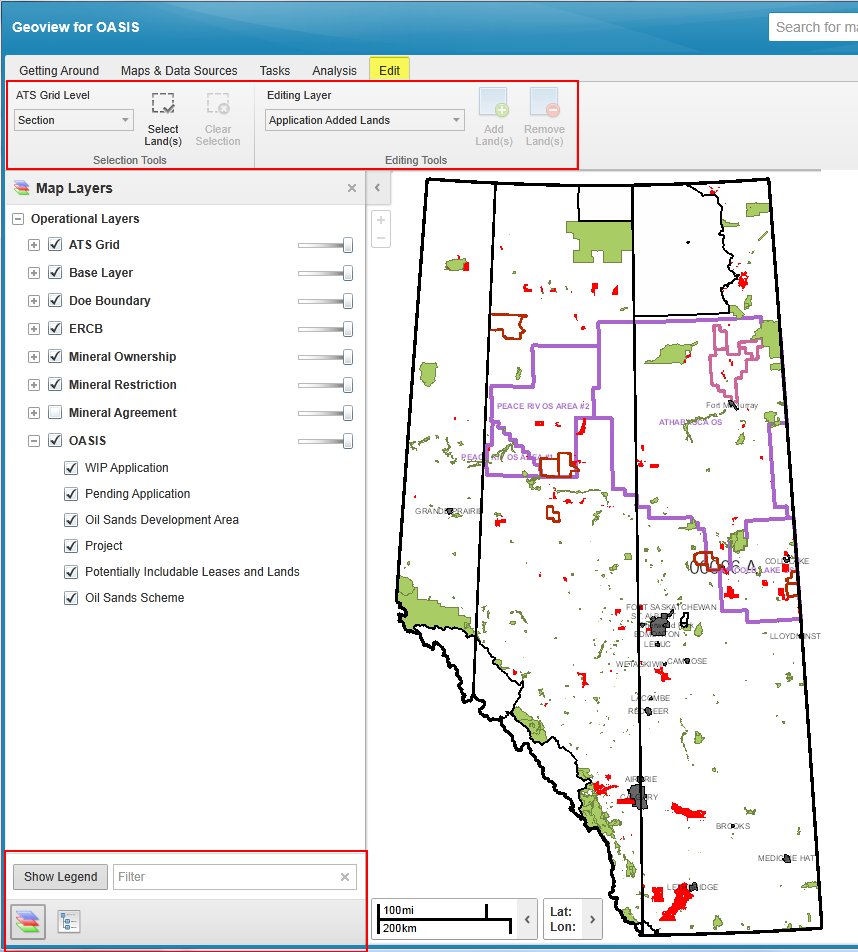 Geoview for OASIS
Search for ma
Getting Around Maps & Data Sources Tasks Analysis Edit
ATS Grid Level
Section
Select Land(s)
Clear Selection
Selection Tools
Editing Layer
Application Added Lands
Add Land(s)
Remove Land(s)
Editing Tools
Map Layers
Operational Layers
ATS Grid
Base Layer
Doe Boundary
ERCB
Mineral Ownership
Mineral Restriction
Mineral Agreement
OASIS
WIP Application
Pending Application
Oil Sands Development Area
Project
Potentially Includable Leases and Lands
Oil Sands Scheme
Show Legend
Filter
PEACE RIV OS AREA #2
ATHABASCA OS
PEACE RIV OS AREA #1
COLD LAKE
FORT SASKATCHEWAN
EDMONTON
LEDUC
WETASKIWIN
CAMROSE
LACOMBE
RED DEER
AIRDRIE
CALGARY
BROOKS
MEDICINE HAT
LETHBRIDGE
LLOYDMINST
100mi
200km
Lat:
Lon: